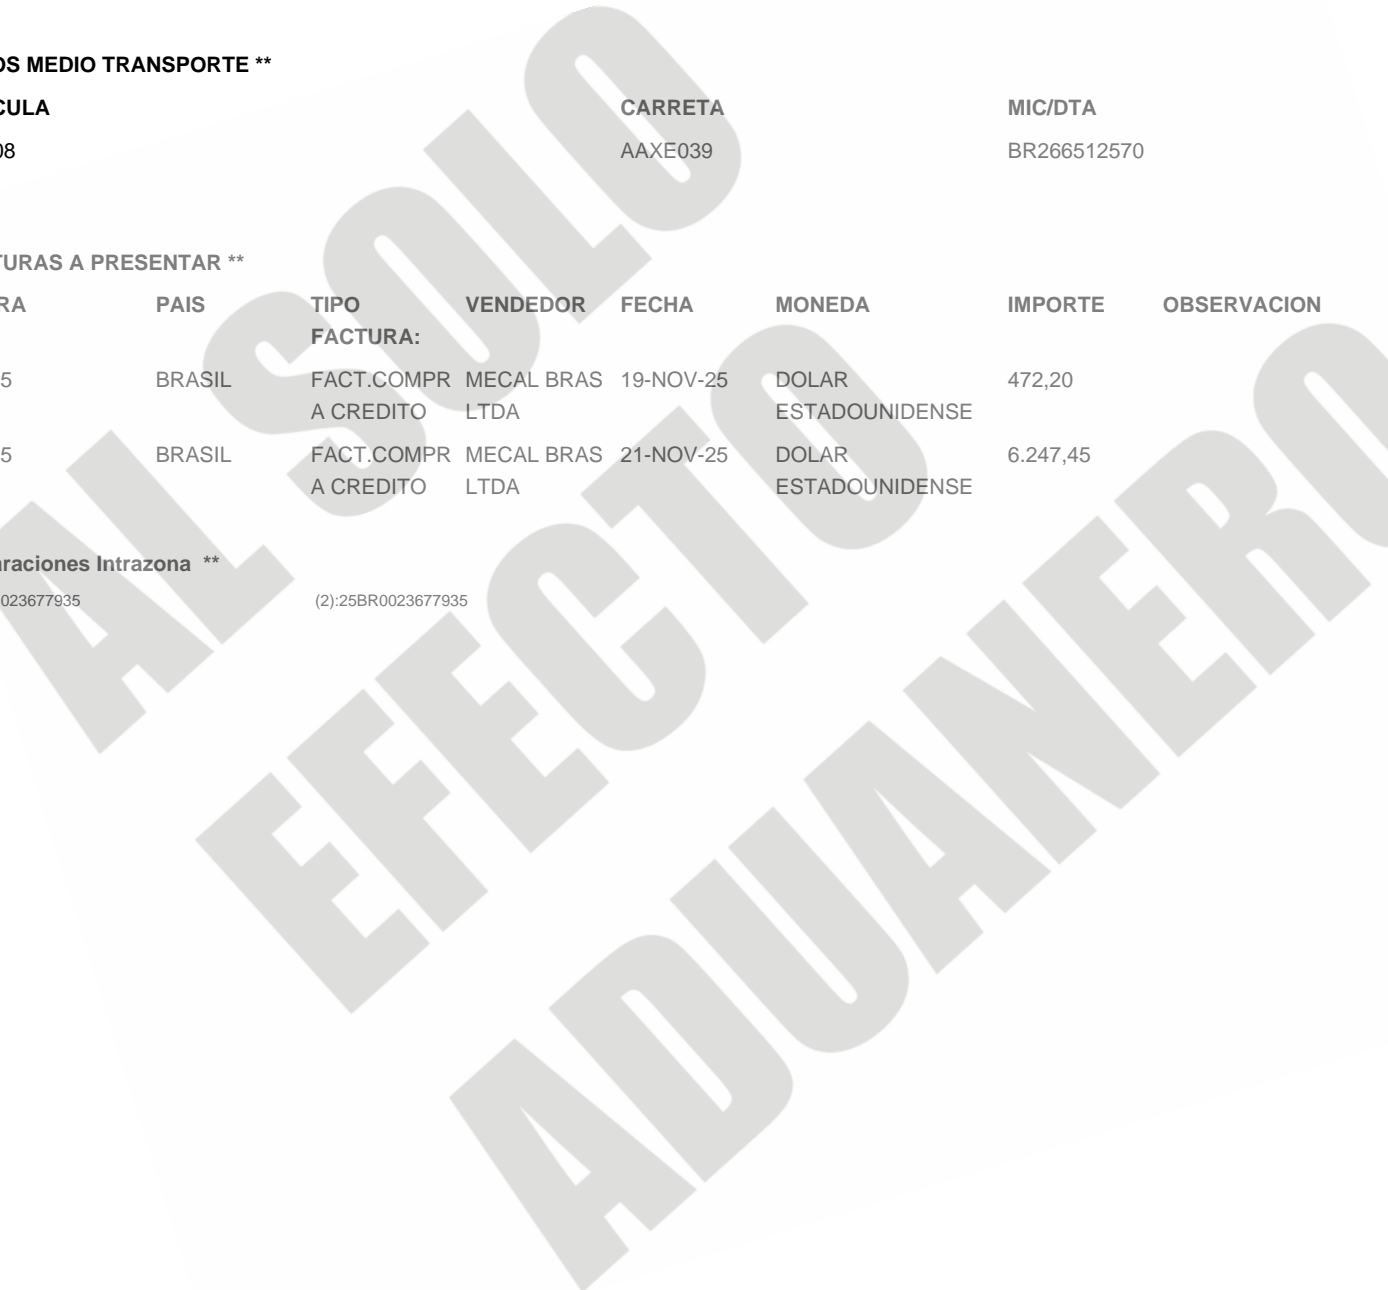 OS MEDIO TRANSPORTE **
CULA CARRETA MIC/DTA
08 AAXE039 BR266512570
TURAS A PRESENTAR **
RA PAIS TIPO VENDEDOR FECHA MONEDA IMPORTE OBSERVACION
FACTURA:
5 BRASIL FACT.COMPR MECAL BRAS 19-NOV-25 DOLAR 472,20
A CREDITO LTDA ESTADOUNIDENSE
5 BRASIL FACT.COMPR MECAL BRAS 21-NOV-25 DOLAR 6.247,45
A CREDITO LTDA ESTADOUNIDENSE
araciones Intrazona **
023677935 (2):25BR0023677935
AL SOLO
EFECTO
ADUANERO